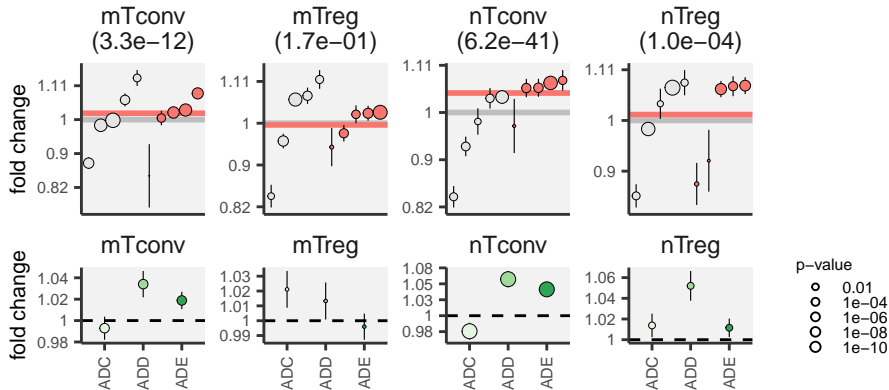 mTconv
(3.3e−12)
mTreg
(1.7e−01)
nTconv
(6.2e−41)
nTreg
(1.0e−04)
fold change
1.11
1
0.9
0.82
1.11
1
0.9
0.82
1.11
1
0.9
0.82
1.11
1
0.9
mTconv
mTreg
nTconv
nTreg
fold change
1.04
1.02
1
0.98
1.03
1.02
1
0.99
1.08
1.05
1.03
1
0.98
1.06
1.04
1.02
1
ADC
ADD
ADE
ADC
ADD
ADE
ADC
ADD
ADE
ADC
ADD
ADE
p−value
0.01
1e−04
1e−06
1e−08
1e−10